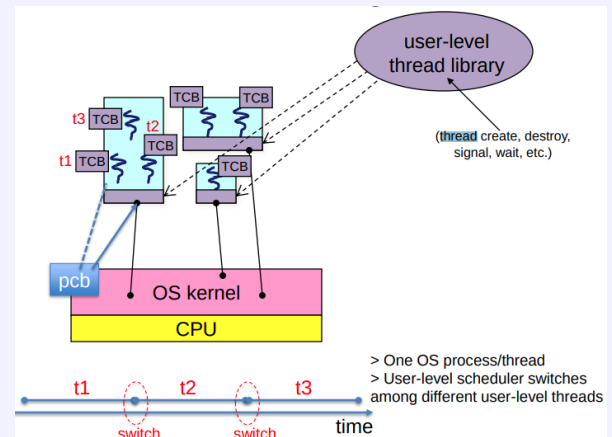 user-level
thread library
(thread create, destroy,
signal, wait, etc.)
TCB
TCB
t3
TCB
t2
TCB
t1
TCB
TCB
pcb
OS kernel
CPU
> One OS process/thread
> User-level scheduler switches
among different user-level threads
t1
t2
t3
switch
switch
time